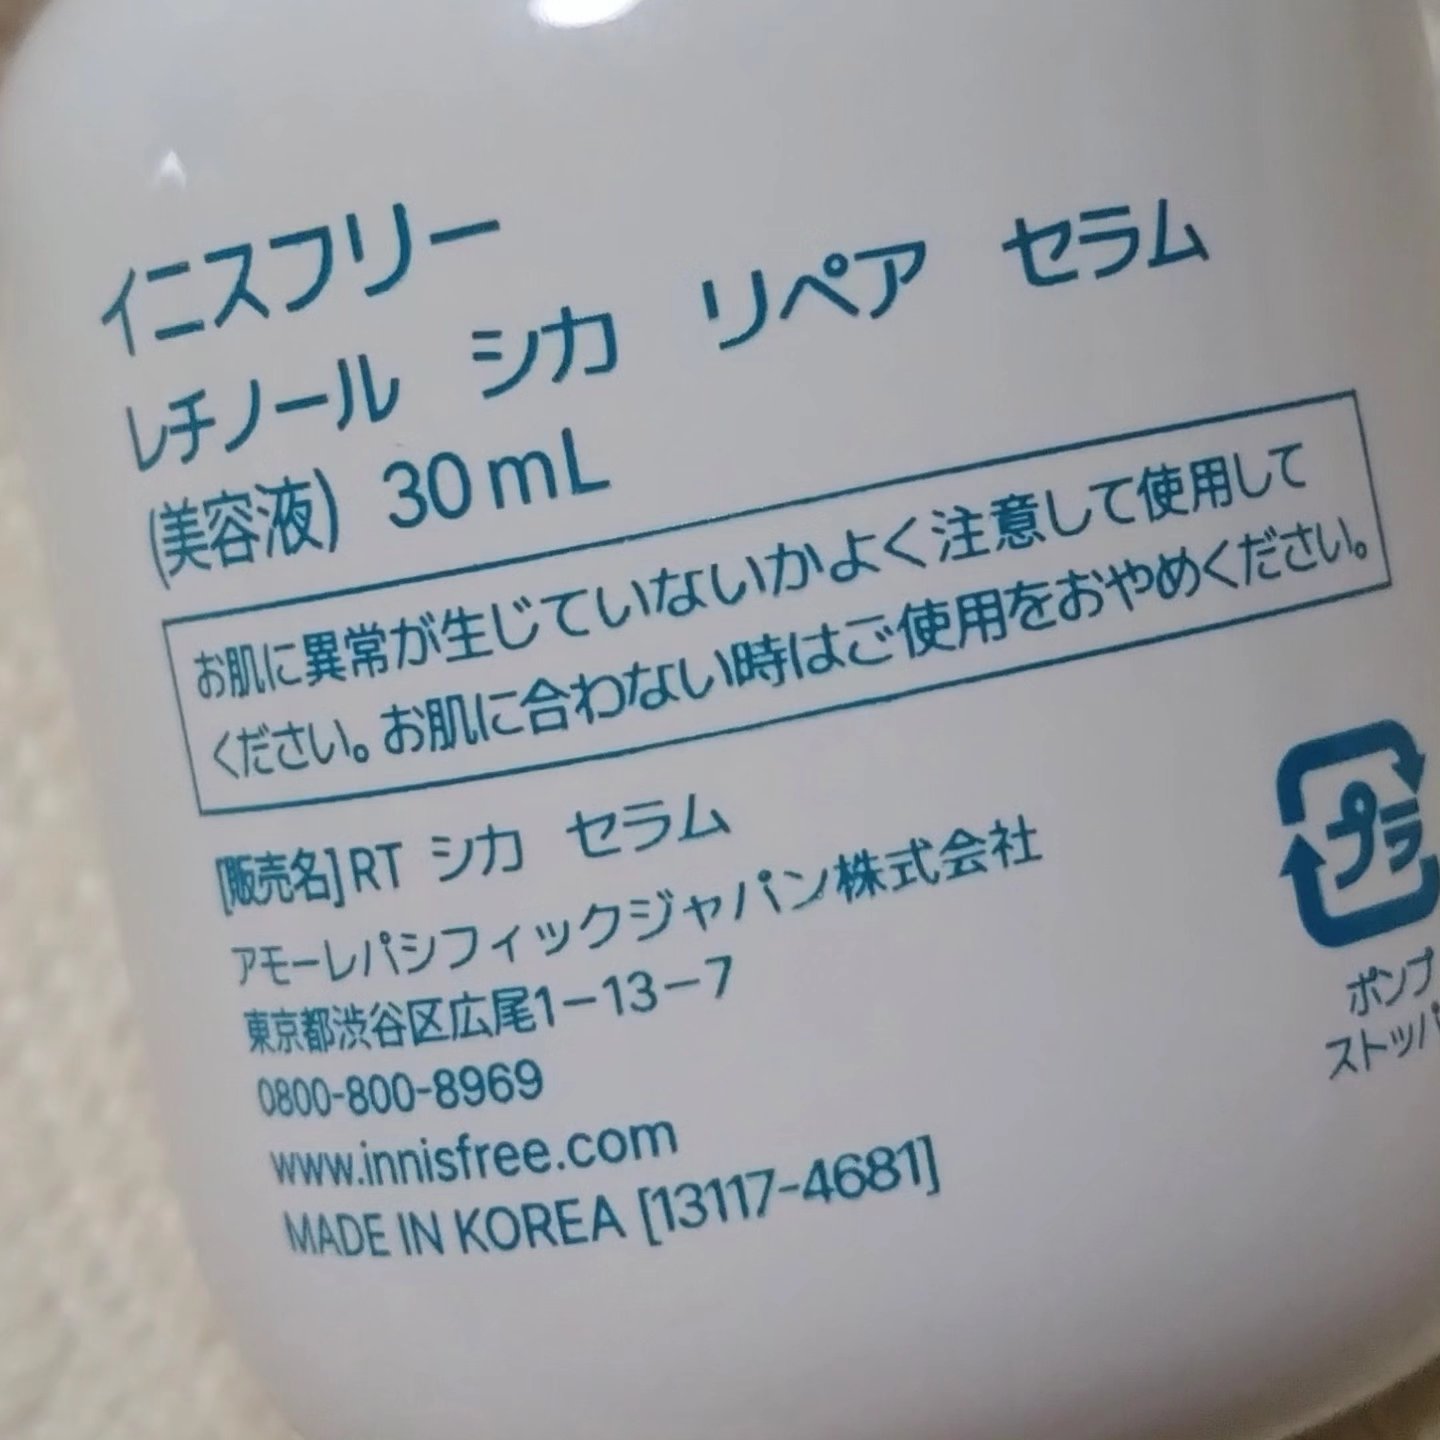 イニスフリー
レチノール シカ リペア セラム
(美容液) 30mL
お肌に異常が生じていないかよく注意して使用して
ください。お肌に合わない時はご使用をおやめください。
[販売名]RT シカ セラム
アモーレパシフィックジャパン株式会社
東京都渋谷区広尾1−13−7
0800-800-8969
www.innisfree.com
MADE IN KOREA [13117-4681]
プラ
ポンプ
ストッパ